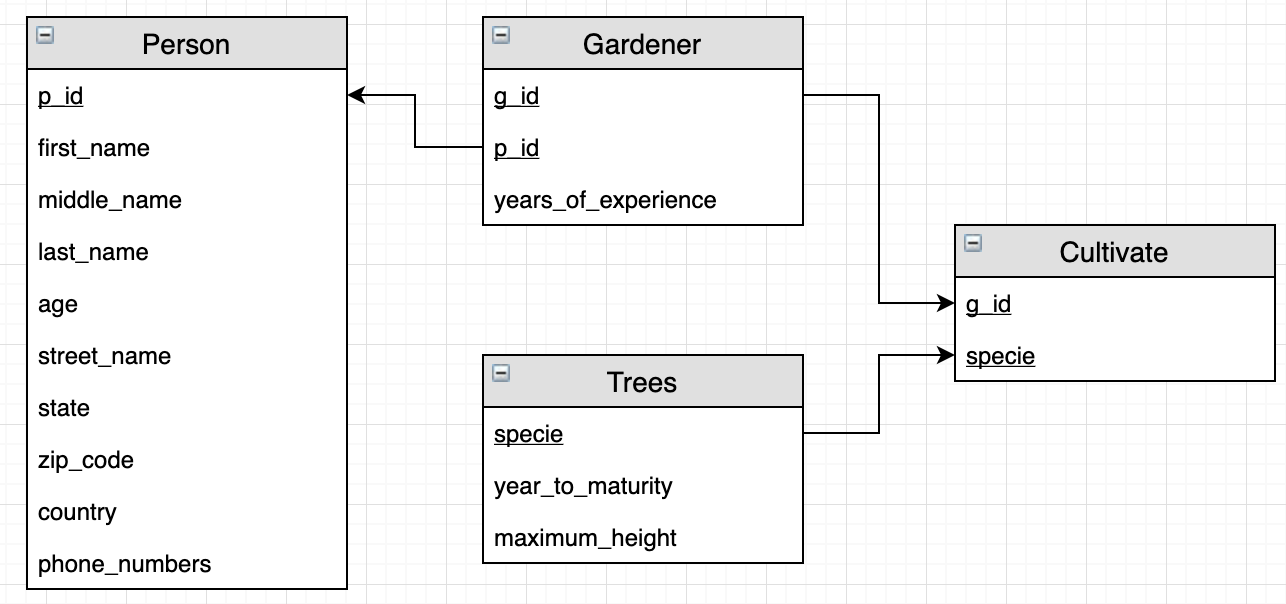 Person
p_id
first_name
middle_name
last_name
age
street_name
state
zip_code
country
phone_numbers
Gardener
g_id
p_id
years_of_experience
Trees
specie
year_to_maturity
maximum_height
Cultivate
g_id
specie